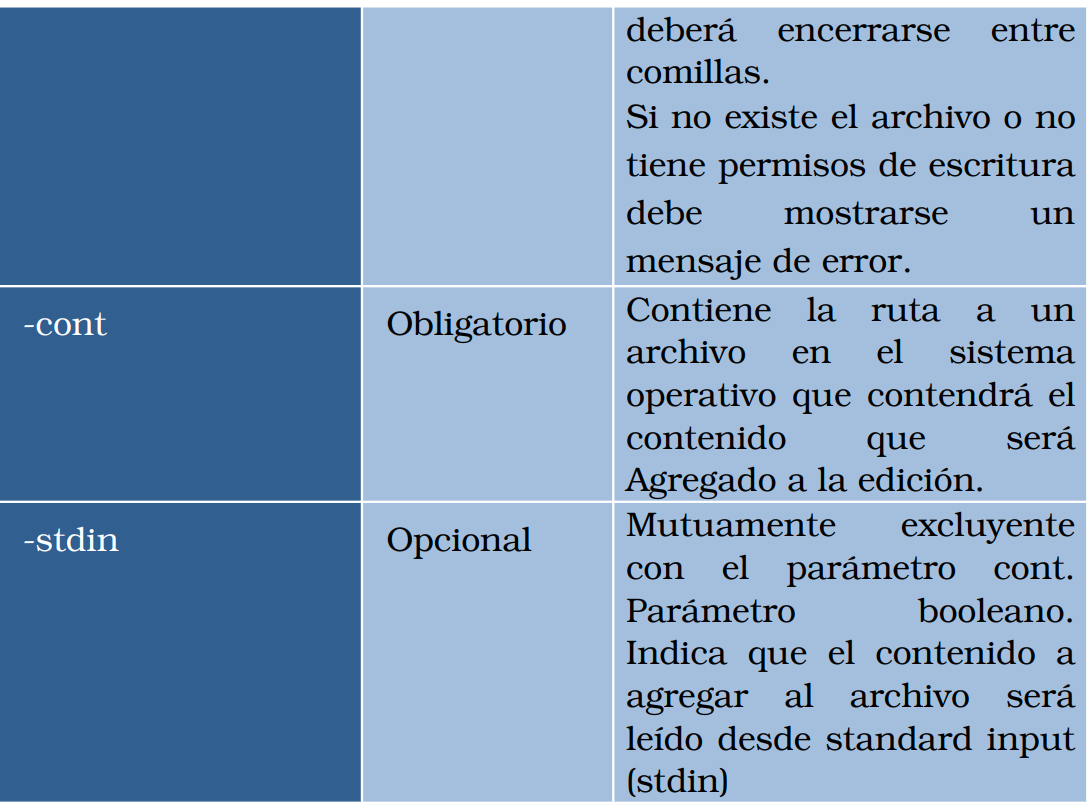 deberá encerrarse entre
comillas.
Si no existe el archivo o no
tiene permisos de escritura
debe mostrarse un
mensaje de error.
-cont
Obligatorio
Contiene la ruta a un
archivo en el sistema
operativo que contendrá el
contenido que será
Agregado a la edición.
-stdin
Opcional
Mutuamente excluyente
con el parámetro cont.
Parámetro booleano.
Indica que el contenido a
agregar al archivo será
leído desde standard input
(stdin)